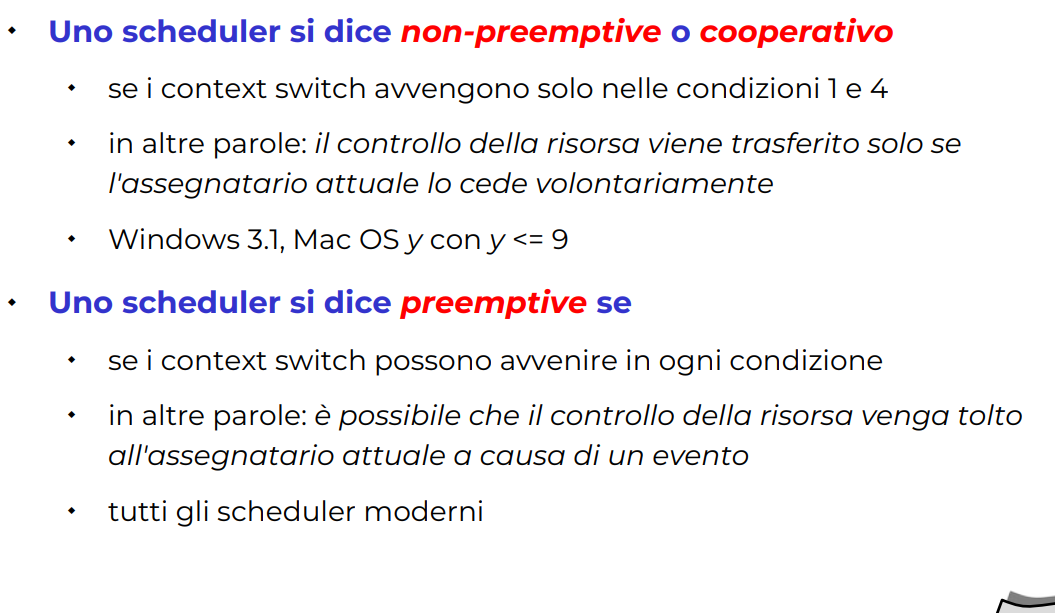 Uno scheduler si dice non-preemptive o cooperativo
se i context switch avvengono solo nelle condizioni 1 e 4
in altre parole: il controllo della risorsa viene trasferito solo se
l'assegnatario attuale lo cede volontariamente
Windows 3.1, Mac OS y con y <= 9
Uno scheduler si dice preemptive se
se i context switch possono avvenire in ogni condizione
in altre parole: è possibile che il controllo della risorsa venga tolto
all'assegnatario attuale a causa di un evento
tutti gli scheduler moderni